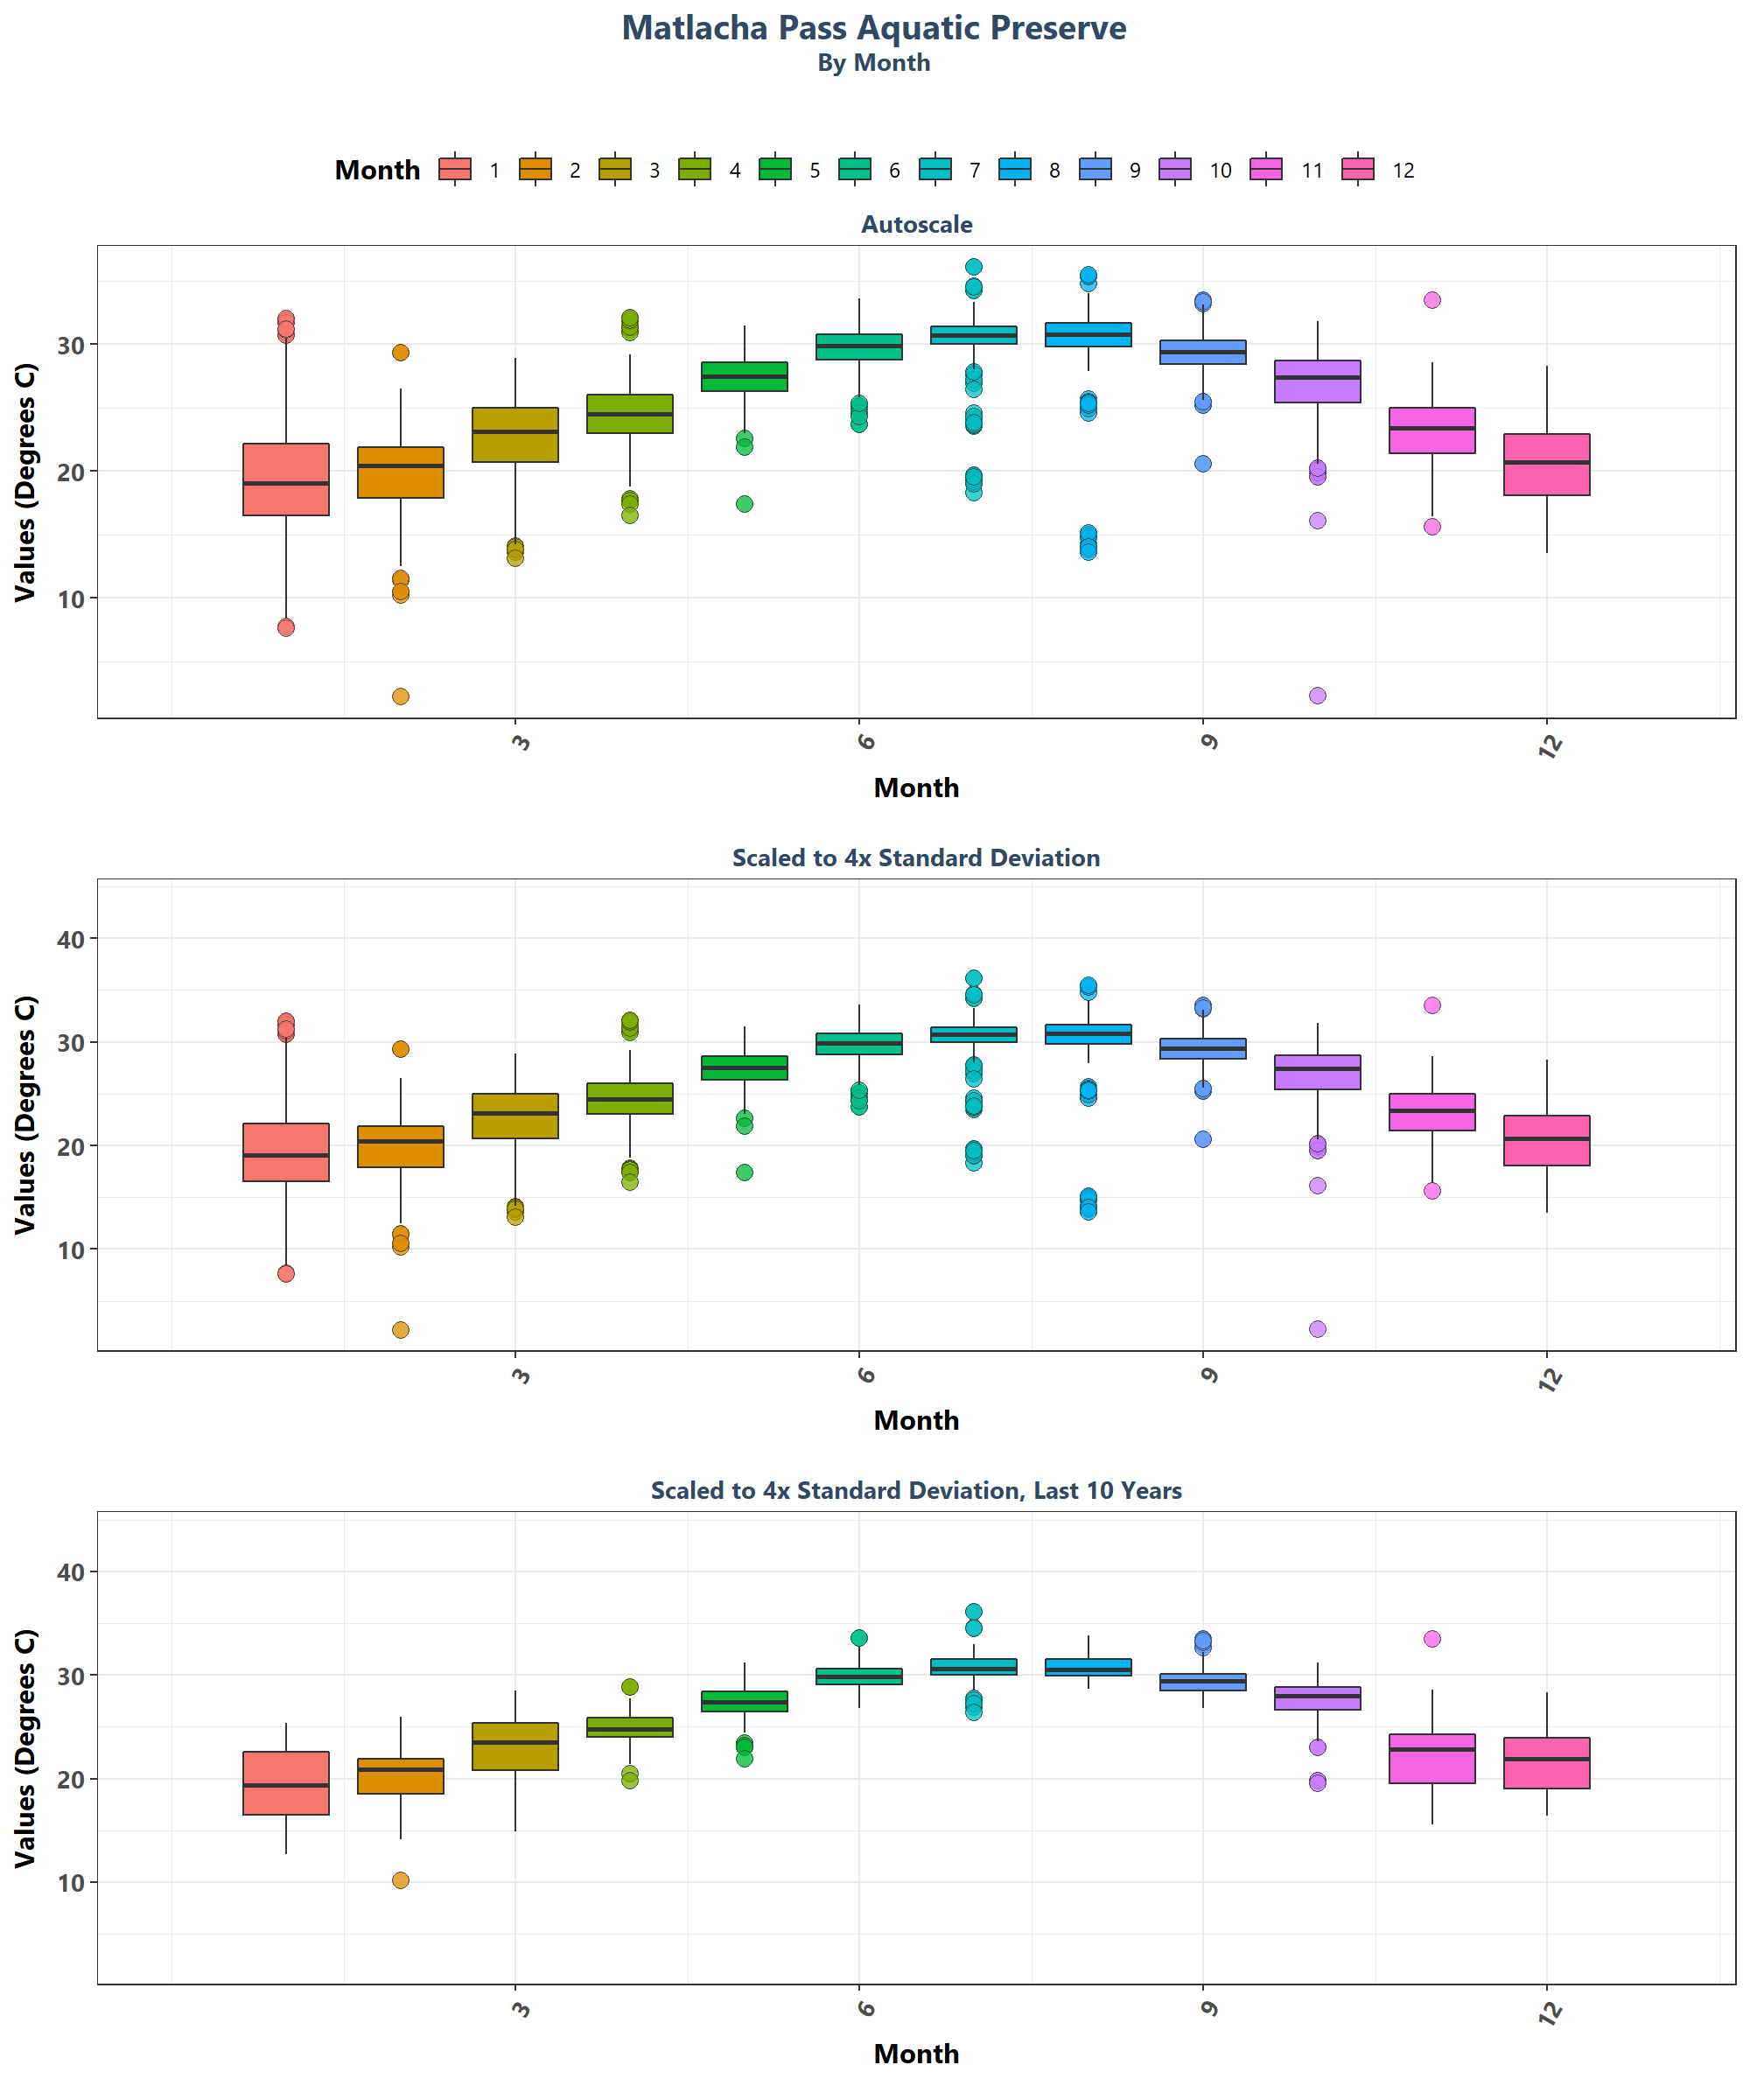 Matlacha Pass Aquatic Preserve
By Month
Month 1 2 3 4 5 6 7 8 9 10 11 12
Autoscale
Values (Degrees C)
30
20
10
3 6 9 12
Month
Scaled to 4x Standard Deviation
Values (Degrees C)
40
30
20
10
3 6 9 12
Month
Scaled to 4x Standard Deviation, Last 10 Years
Values (Degrees C)
40
30
20
10
3 6 9 12
Month